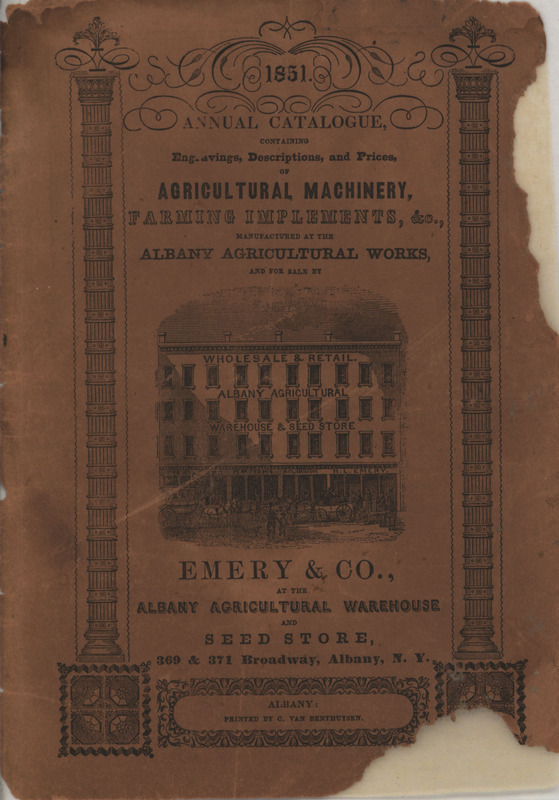 1851.
ANNUAL CATALOGUE,
CONTAINING
Engravings, Descriptions, and Prices,
OF
AGRICULTURAL MACHINERY,
FARMING IMPLEMENTS, &c.,
MANUFACTURED AT THE
ALBANY AGRICULTURAL WORKS,
AND FOR SALE BY
WHOLESALE & RETAIL.
ALBANY AGRICULTURAL
WAREHOUSE & SEED STORE
H.L. EMERY
EMERY & CO.,
AT THE
ALBANY AGRICULTURAL WAREHOUSE
AND
SEED STORE,
369 & 371 Broadway, Albany, N. Y.
ALBANY:
PRINTED BY C. VAN BENTHUYSEN.